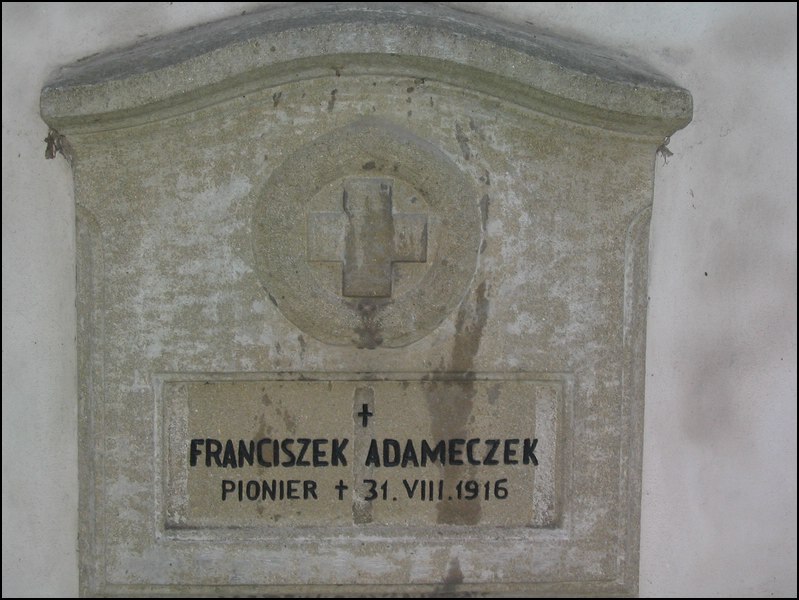 ✝
FRANCISZEK ADAMECZEK
PIONIER ✝ 31.VIII.1916